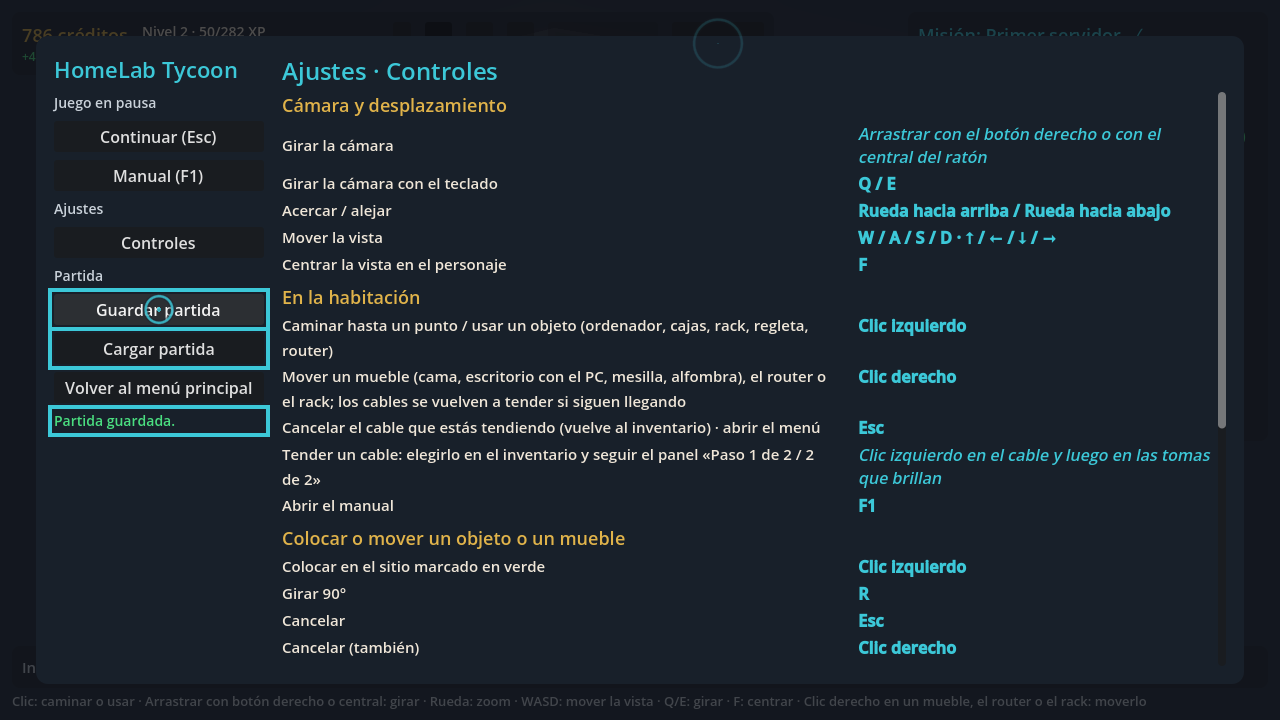 786 créditos
Nivel 2 · 50/282 XP
Misión: Primer servidor
+4
HomeLab Tycoon
Juego en pausa
Continuar (Esc)
Manual (F1)
Ajustes
Controles
Partida
Guardar partida
Cargar partida
Volver al menú principal
Partida guardada.
Ajustes · Controles
Cámara y desplazamiento
Girar la cámara
Arrastrar con el botón derecho o con el
central del ratón
Girar la cámara con el teclado
Q / E
Acercar / alejar
Rueda hacia arriba / Rueda hacia abajo
Mover la vista
W / A / S / D · ↑ / ← / ↓ / →
Centrar la vista en el personaje
F
En la habitación
Caminar hasta un punto / usar un objeto (ordenador, cajas, rack, regleta,
router)
Clic izquierdo
Mover un mueble (cama, escritorio con el PC, mesilla, alfombra), el router o
el rack; los cables se vuelven a tender si siguen llegando
Clic derecho
Cancelar el cable que estás tendiendo (vuelve al inventario) · abrir el menú
Esc
Tender un cable: elegirlo en el inventario y seguir el panel «Paso 1 de 2 / 2
de 2»
Clic izquierdo en el cable y luego en las tomas
que brillan
Abrir el manual
F1
Colocar o mover un objeto o un mueble
Colocar en el sitio marcado en verde
Clic izquierdo
Girar 90°
R
Cancelar
Esc
Cancelar (también)
Clic derecho
In
Clic: caminar o usar · Arrastrar con botón derecho o central: girar · Rueda: zoom · WASD: mover la vista · Q/E: girar · F: centrar · Clic derecho en un mueble, el router o el rack: moverlo